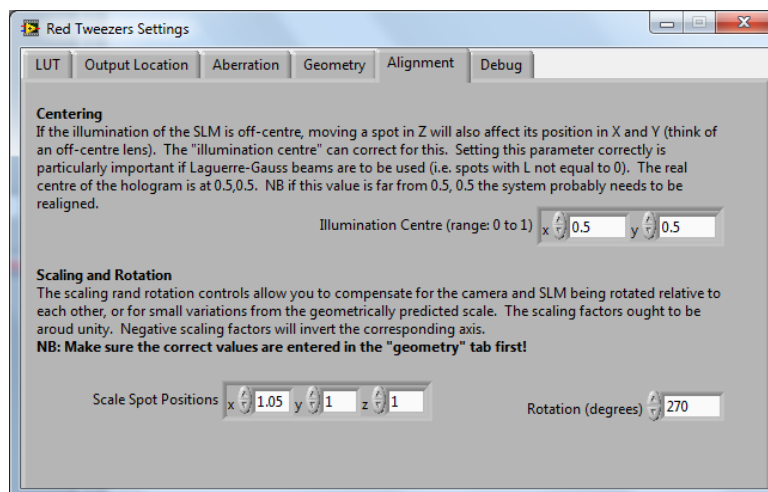 Red Tweezers Settings
LUT Output Location Aberration Geometry Alignment Debug
Centering
If the illumination of the SLM is off-centre, moving a spot in Z will also affect its position in X and Y (think of
an off-centre lens). The "illumination centre" can correct for this. Setting this parameter correctly is
particularly important if Laguerre-Gauss beams are to be used (i.e. spots with L not equal to 0). The real
centre of the hologram is at 0.5,0.5. NB if this value is far from 0.5, 0.5 the system probably needs to be
realigned.
Illumination Centre (range: 0 to 1) x 0.5 y 0.5
Scaling and Rotation
The scaling rand rotation controls allow you to compensate for the camera and SLM being rotated relative to
each other, or for small variations from the geometrically predicted scale. The scaling factors ought to be
aroud unity. Negative scaling factors will invert the corresponding axis.
NB: Make sure the correct values are entered in the "geometry" tab first!
Scale Spot Positions x 1.05 y 1 z 1 Rotation (degrees) 270